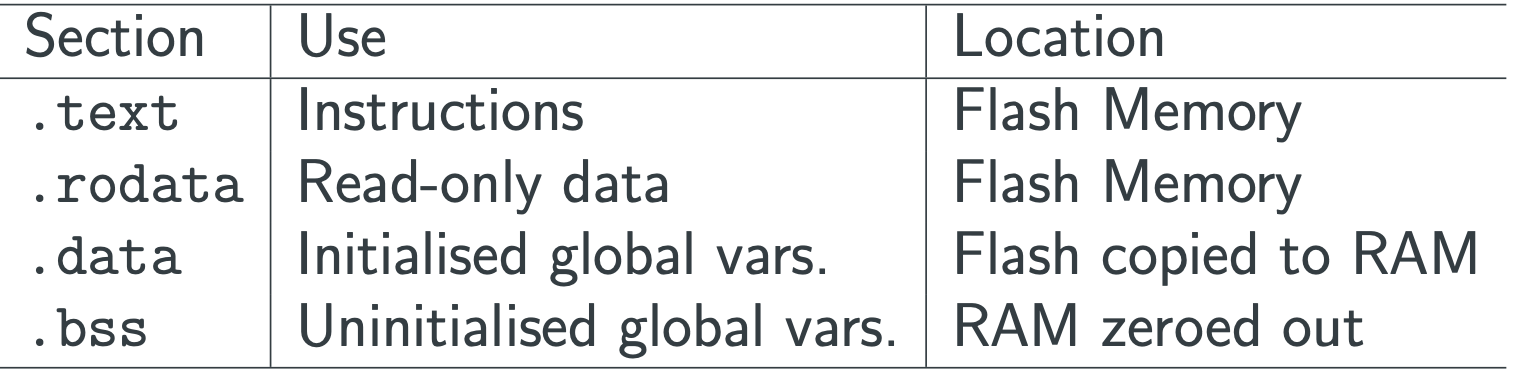 Section Use Location
.text Instructions Flash Memory
.rodata Read-only data Flash Memory
.data Initialised global vars. Flash copied to RAM
.bss Uninitialised global vars. RAM zeroed out